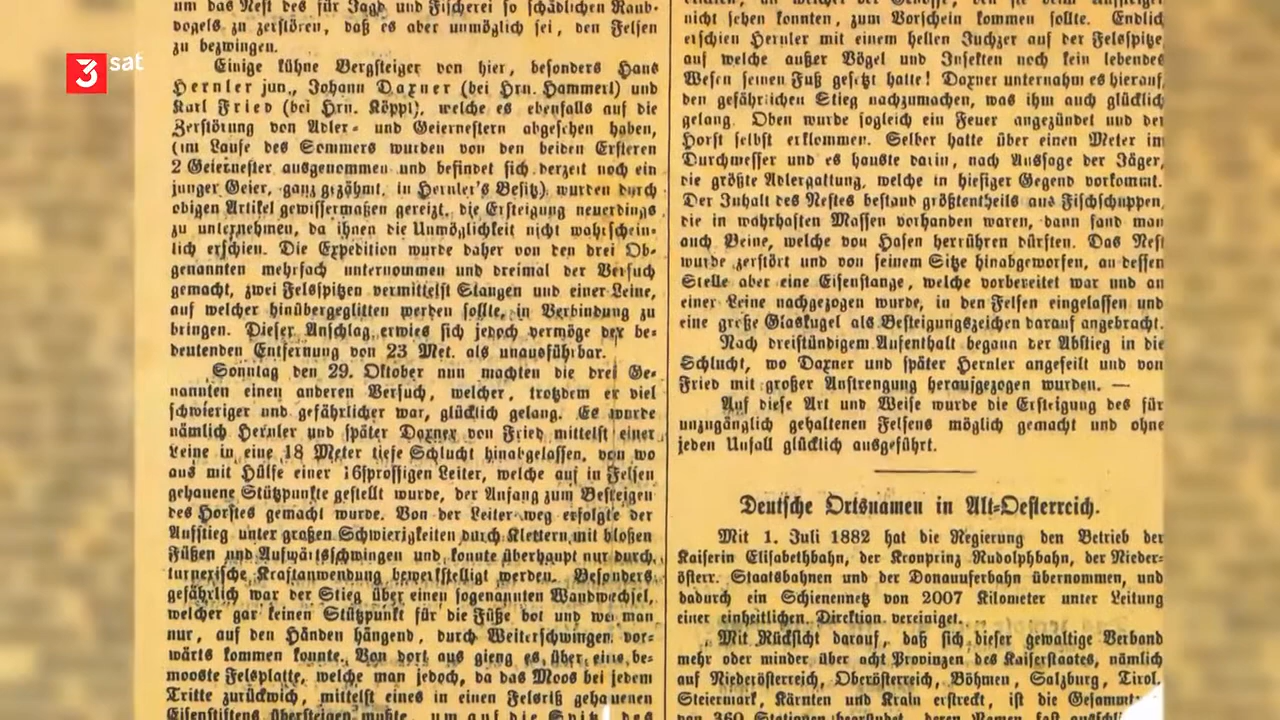 3sat
um das Nest des für Jagd und Fischerei so schädlichen Raub-
vogels zu zerstören, daß es aber unmöglich sei, den Felsen
zu bezwingen.
Einige kühne Bergsteiger von hier, besonders Hans
Hernler jun., Johann Daxner (bei Hrn. Hammerl) und
Karl Fried (bei Hrn. Köppl), welche es ebenfalls auf die
Zerstörung von Adler- und Geiernestern abgesehen haben,
(im Laufe des Sommers wurden von den beiden Ersteren
2 Geiernester ausgenommen und befindet sich derzeit noch ein
junger Geier, ganz gezähmt, in Hernler's Besitz) wurden durch
obigen Artikel gewissermaßen gereizt, die Ersteigung neuerdings
zu unternehmen, da ihnen die Unmöglichkeit nicht wahrschein-
lich erschien. Die Expedition wurde daher von den drei Ob-
genannten mehrfach unternommen und dreimal der Versuch
gemacht, zwei Felsspitzen vermittelst Stangen und einer Leine,
auf welcher hinübergeglitten werden sollte, in Verbindung zu
bringen. Dieser Anschlag erwies sich jedoch vermöge der be-
deutenden Entfernung von 23 Met. als unausführbar.
Sonntag den 29. Oktober nun machten die drei Ge-
nannten einen anderen Versuch, welcher, trotzdem er viel
schwieriger und gefährlicher war, glücklich gelang. Es wurde
nämlich Hernler und später Daxner von Fried mittelst einer
Leine in eine 18 Meter tiefe Schlucht hinabgelassen, von wo
aus mit Hülfe einer 16sprossigen Leiter, welche auf in Felsen
gehauene Stützpunkte gestellt wurde, der Anfang zum Besteigen
des Horstes gemacht wurde. Von der Leiter weg erfolgte der
Aufstieg unter großen Schwierigkeiten durch Klettern mit bloßen
Füßen und Aufwärtsschwingen und konnte überhaupt nur durch
turnerische Kraftanwendung bewerkstelligt werden. Besonders
gefährlich war der Stieg über einen sogenannten Wandwechsel,
welcher gar keinen Stützpunkt für die Füße bot und wo man
nur, auf den Händen hängend, durch Weiterschwingen vor-
wärts kommen konnte. Von dort aus gieng es über eine be-
mooste Felsplatte, welche man jedoch, da das Moos bei jedem
Tritte zurückwich, mittelst eines in einen Felsriß gehauenen
Eisenstiftens übersteigen mußte, um auf die Spitze des
nicht sehen konnten, zum Vorschein kommen sollte. Endlich
erschien Hernler mit einem hellen Juchzer auf der Felsspitze,
auf welche außer Vögel und Insekten noch kein lebendes
Wesen seinen Fuß gesetzt hatte! Daxner unternahm es hierauf,
den gefährlichen Stieg nachzumachen, was ihm auch glücklich
gelang. Oben wurde sogleich ein Feuer angezündet und der
Horst selbst erklommen. Selber hatte über einen Meter im
Durchmesser und es hauste darin, nach Aussage der Jäger,
die größte Adlergattung, welche in hiesiger Gegend vorkommt.
Der Inhalt des Nestes bestand größtentheils aus Fischschuppen,
die in wahrhaften Massen vorhanden waren, dann fand man
auch Beine, welche von Hasen herrühren dürften. Das Nest
wurde zerstört und von seinem Sitze hinabgeworfen, an dessen
Stelle aber eine Eisenstange, welche vorbereitet war und an
einer Leine nachgezogen wurde, in den Felsen eingelassen und
eine große Glaskugel als Besteigungszeichen darauf angebracht.
Nach dreistündigem Aufenthalt begann der Abstieg in die
Schlucht, wo Daxner und später Hernler angeseilt und von
Fried mit großer Anstrengung heraufgezogen wurden. —
Auf diese Art und Weise wurde die Ersteigung des für
unzugänglich gehaltenen Felsens möglich gemacht und ohne
jeden Unfall glücklich ausgeführt.
Deutsche Ortsnamen in Alt-Oesterreich.
Mit 1. Juli 1882 hat die Regierung den Betrieb der
Kaiserin Elisabethbahn, der Kronprinz Rudolphbahn, der Nieder-
österr. Staatsbahnen und der Donauuferbahn übernommen, und
dadurch ein Schienennetz von 2007 Kilometer unter Leitung
einer einheitlichen Direktion vereiniget.
Mit Rücksicht darauf, daß sich dieser gewaltige Verband
mehr oder minder über acht Provinzen des Kaiserstaates, nämlich
auf Niederösterreich, Oberösterreich, Böhmen, Salzburg, Tirol,
Steiermark, Kärnten und Krain erstreckt, ist die
von 360 Stationen begründet, deren Namen fast